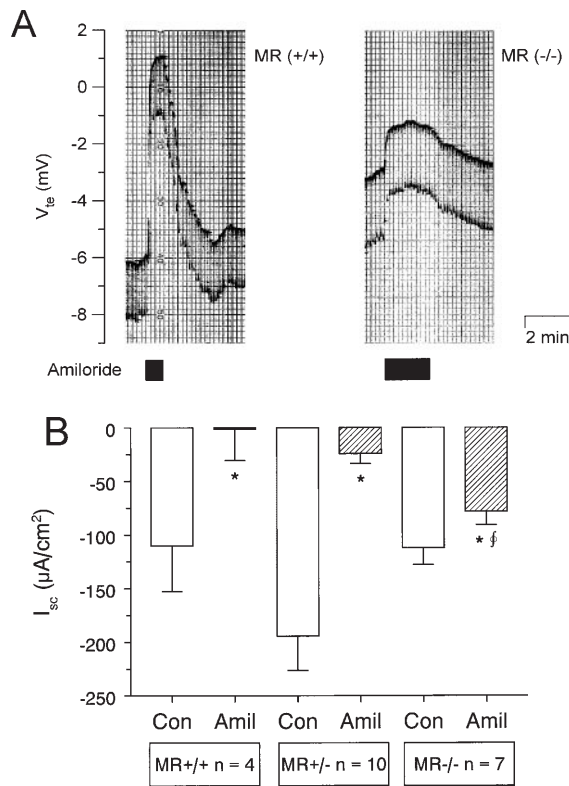 A
MR (+/+)
MR (-/-)
2
0
-2
-4
-6
-8
Vte (mV)
2 min
Amiloride
B
0
-50
-100
-150
-200
-250
Isc (µA/cm²)
*
*
* ∮
Con Amil Con Amil Con Amil
MR+/+ n = 4 MR+/- n = 10 MR-/- n = 7